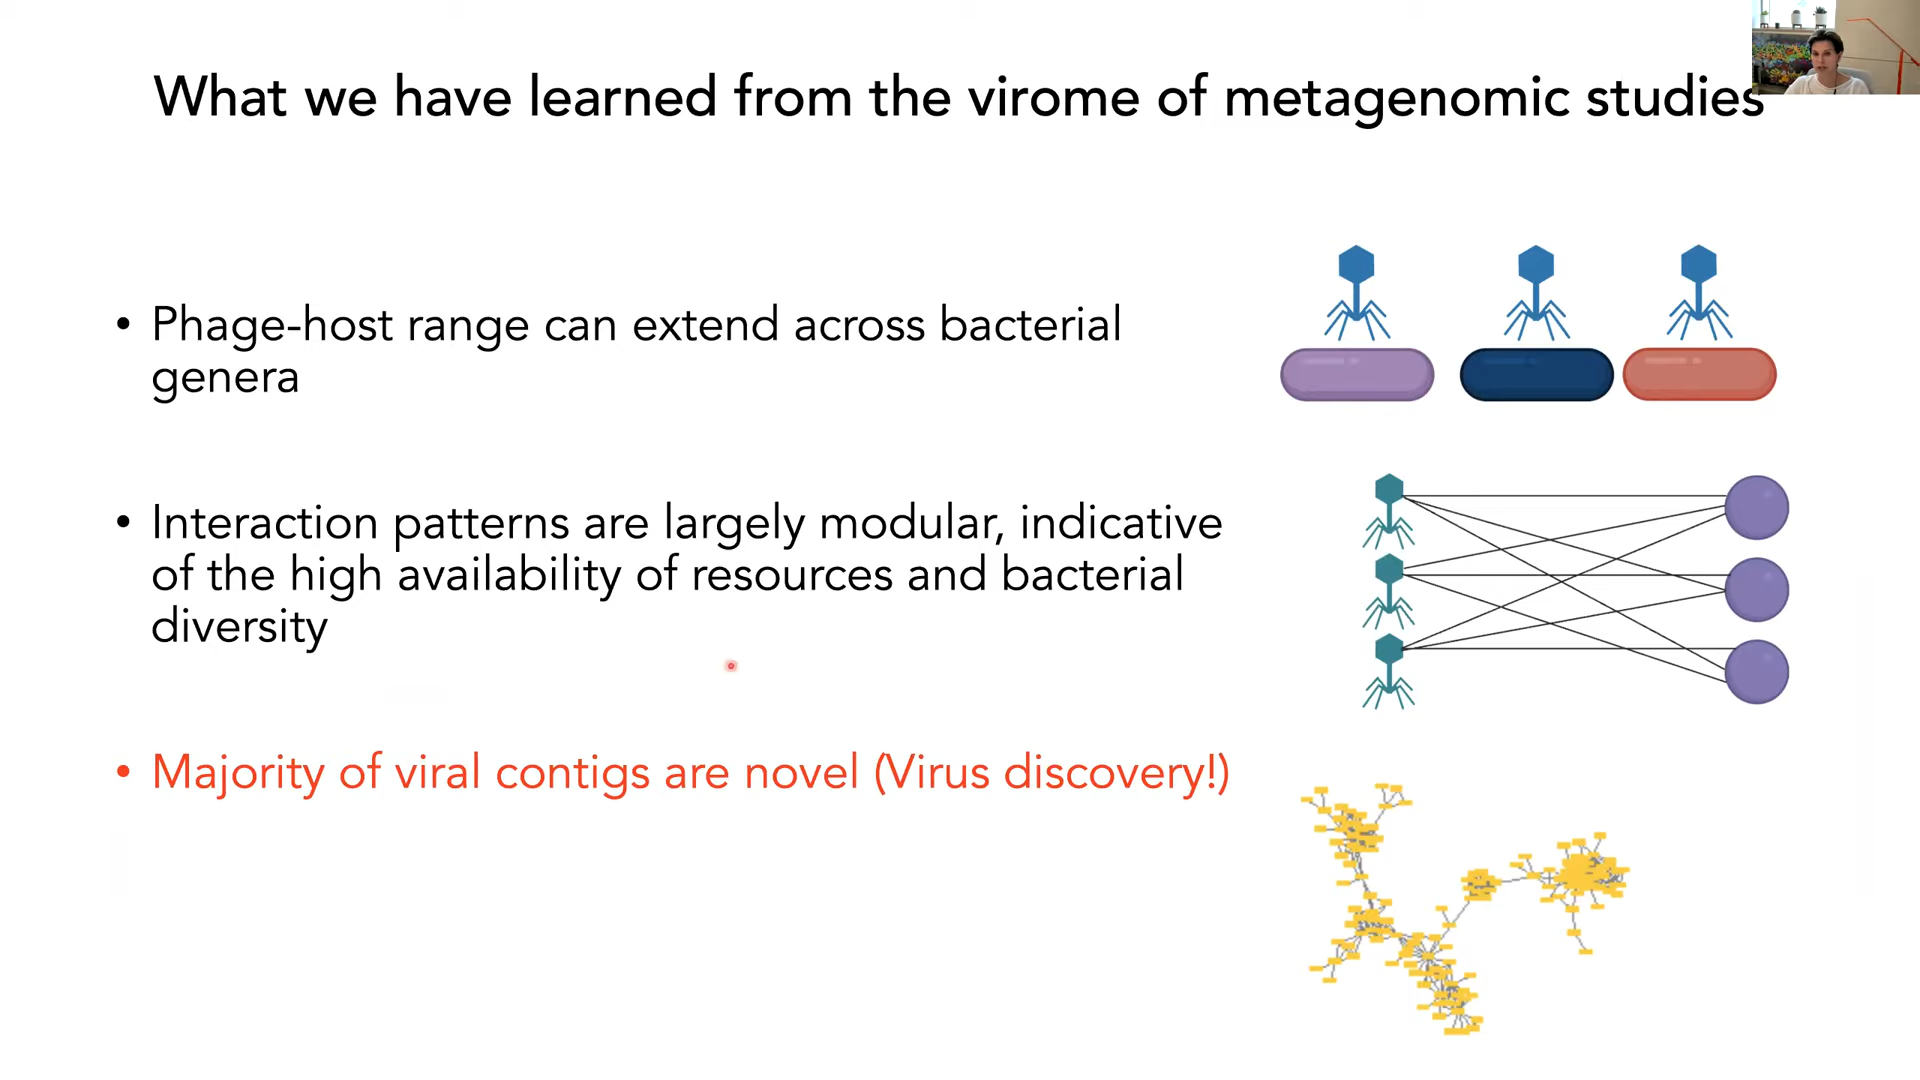 What we have learned from the virome of metagenomic studies
• Phage-host range can extend across bacterial
genera
• Interaction patterns are largely modular, indicative
of the high availability of resources and bacterial
diversity
• Majority of viral contigs are novel (Virus discovery!)